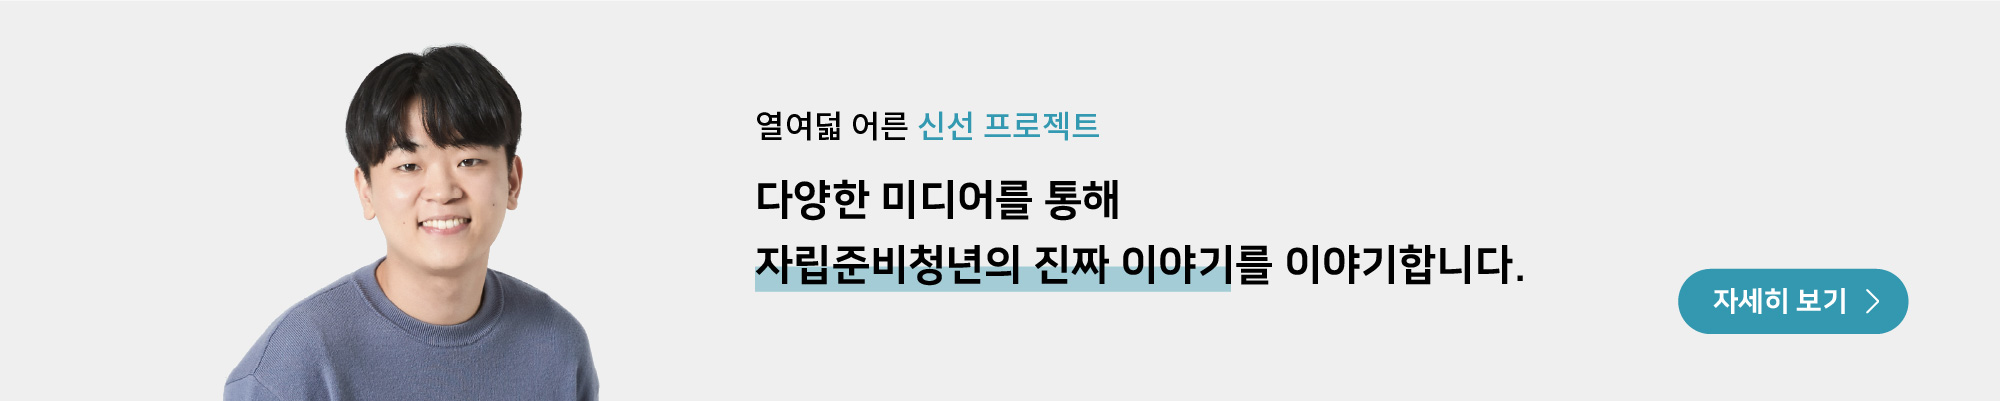 열여덟 어른 신선 프로젝트
다양한 미디어를 통해
자립준비청년의 진짜 이야기를 이야기합니다.
자세히 보기